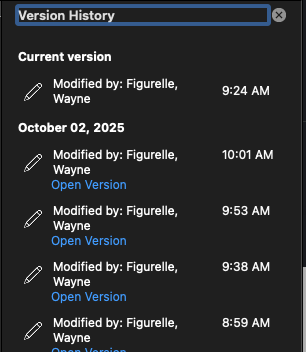 Version History
Current version
Modified by: Figurelle, 9:24 AM
Wayne
October 02, 2025
Modified by: Figurelle, 10:01 AM
Wayne
Open Version
Modified by: Figurelle, 9:53 AM
Wayne
Open Version
Modified by: Figurelle, 9:38 AM
Wayne
Open Version
Modified by: Figurelle, 8:59 AM
Wayne
Open Version